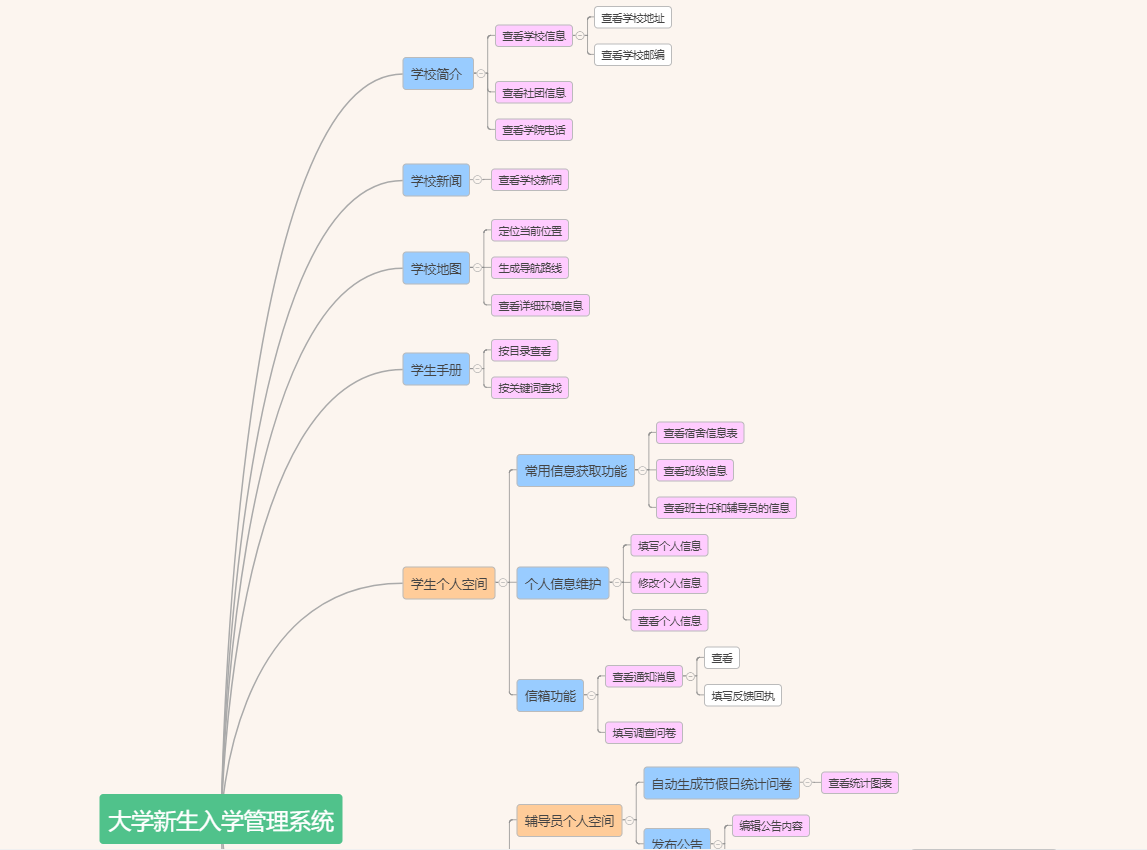 查看学校地址
查看学校信息
查看学校邮编
学校简介
查看社团信息
查看学院电话
学校新闻
查看学校新闻
定位当前位置
学校地图
生成导航路线
查看详细环境信息
按目录查看
学生手册
按关键词查找
查看宿舍信息表
常用信息获取功能
查看班级信息
查看班主任和辅导员的信息
填写个人信息
学生个人空间
个人信息维护
修改个人信息
查看个人信息
查看
查看通知消息
信箱功能
填写反馈回执
填写调查问卷
自动生成节假日统计问卷
查看统计图表
大学新生入学管理系统
辅导员个人空间
编辑公告内容
发布公告